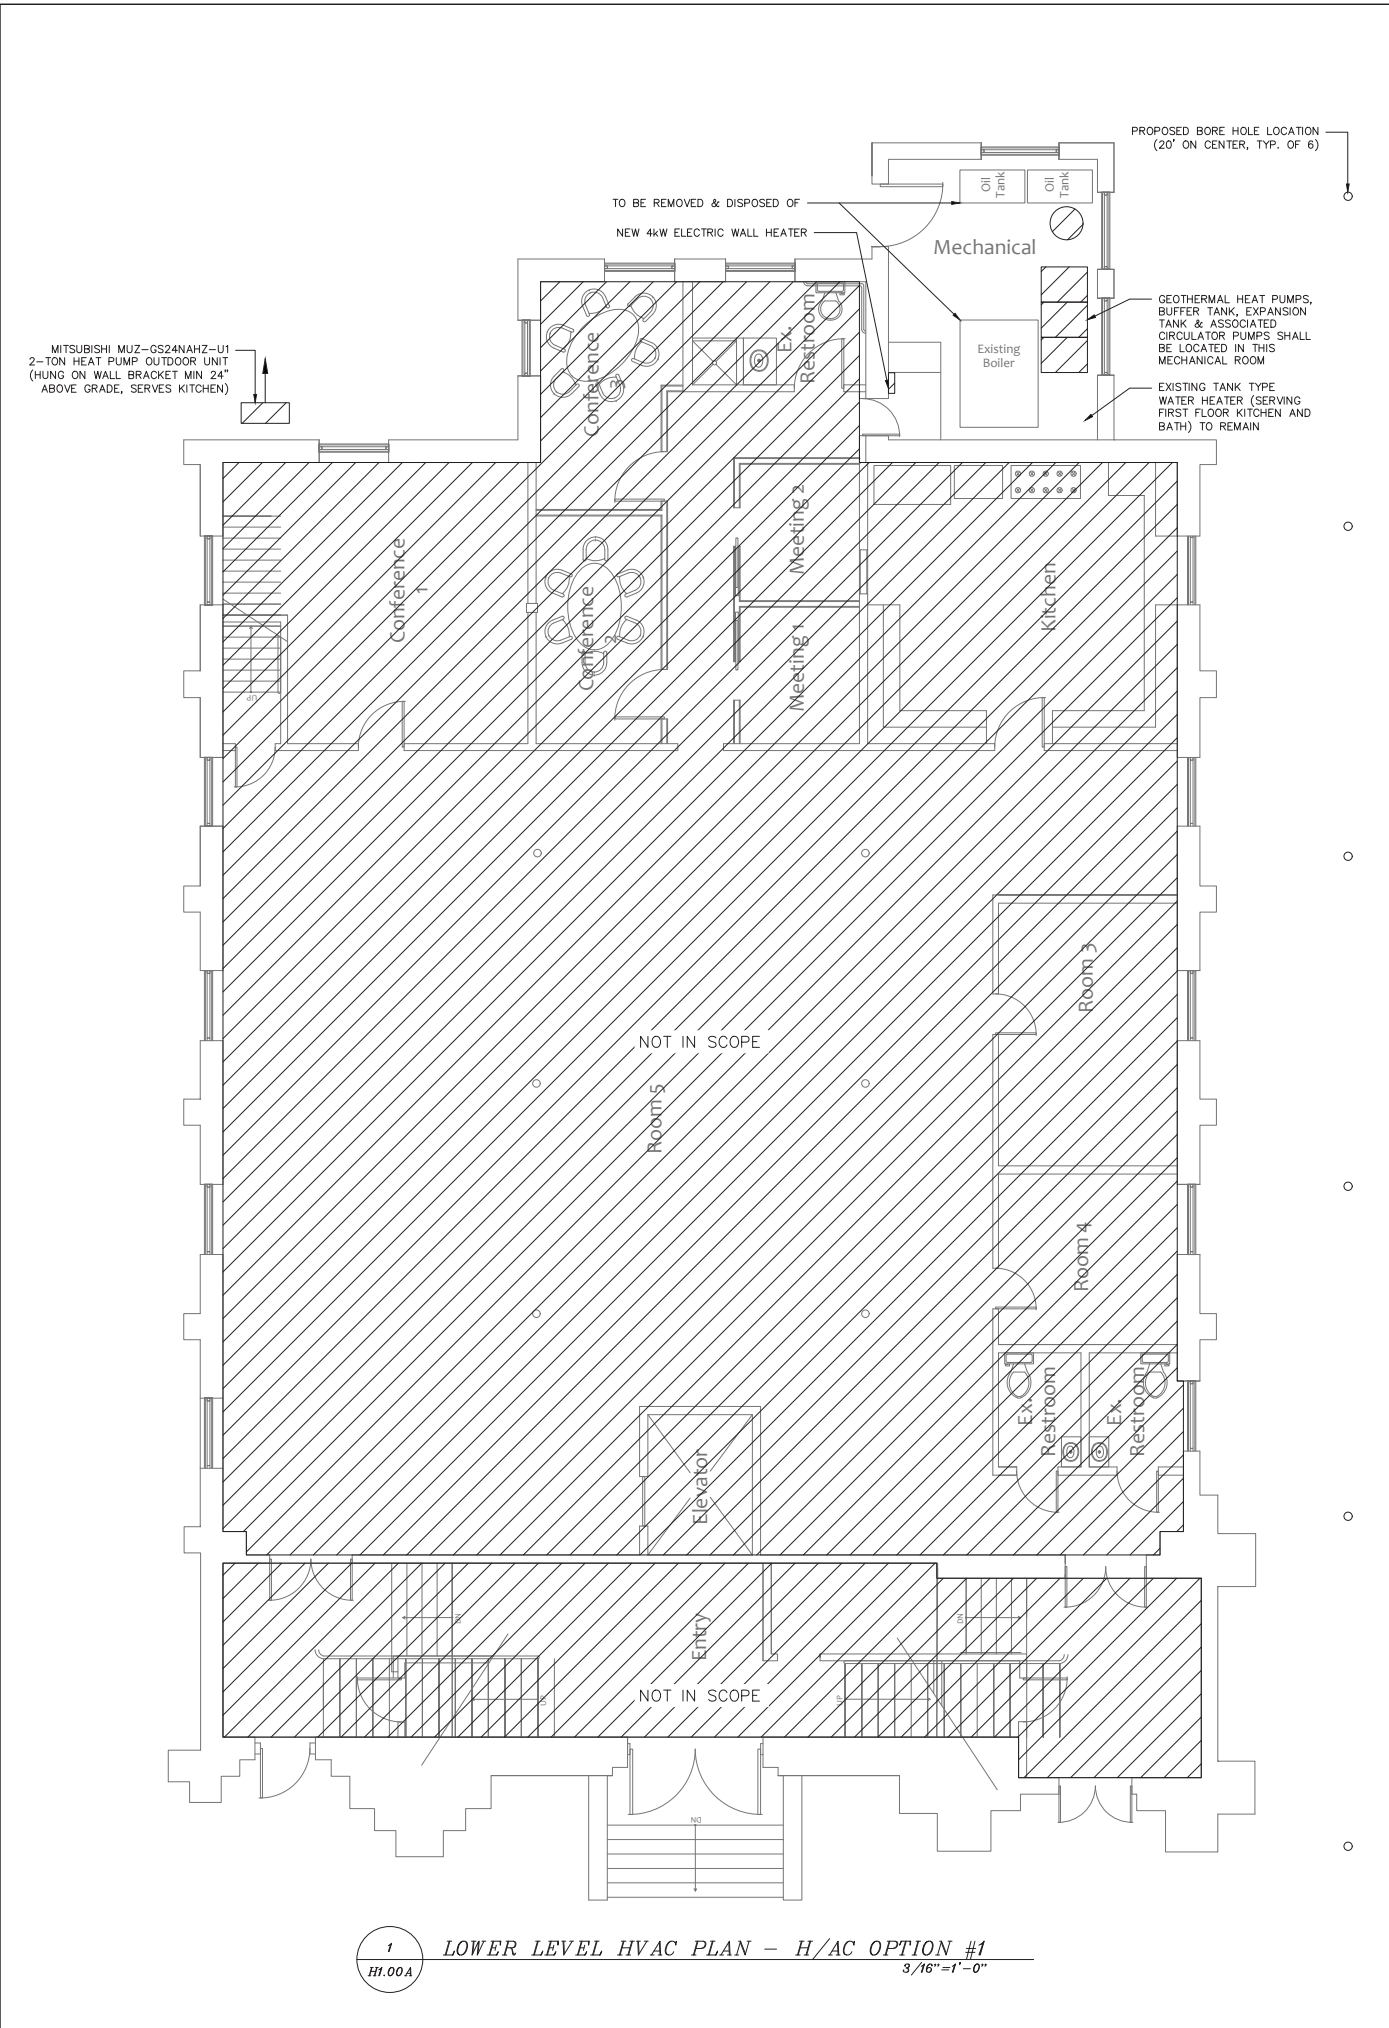 PROPOSED BORE HOLE LOCATION
(20' ON CENTER, TYP. OF 6)
Oil
Tank
Oil
Tank
TO BE REMOVED & DISPOSED OF
NEW 4kW ELECTRIC WALL HEATER
Mechanical
GEOTHERMAL HEAT PUMPS,
BUFFER TANK, EXPANSION
TANK & ASSOCIATED
CIRCULATOR PUMPS SHALL
BE LOCATED IN THIS
MECHANICAL ROOM
Existing
Boiler
MITSUBISHI MUZ-GS24NAHZ-U1
2-TON HEAT PUMP OUTDOOR UNIT
(HUNG ON WALL BRACKET MIN 24"
ABOVE GRADE, SERVES KITCHEN)
EXISTING TANK TYPE
WATER HEATER (SERVING
FIRST FLOOR KITCHEN AND
BATH) TO REMAIN
Conference
3
Ex.
Restroom
Conference
1
Conference
2
Meeting 2
Meeting 1
Kitchen
UP
Room 3
NOT IN SCOPE
Room 5
Room 4
Ex.
Restroom
Ex.
Restroom
Elevator
DN
Entry
DN
UP
NOT IN SCOPE
UP
DN
1
H1.00A
LOWER LEVEL HVAC PLAN - H/AC OPTION #1
3/16"=1'-0"